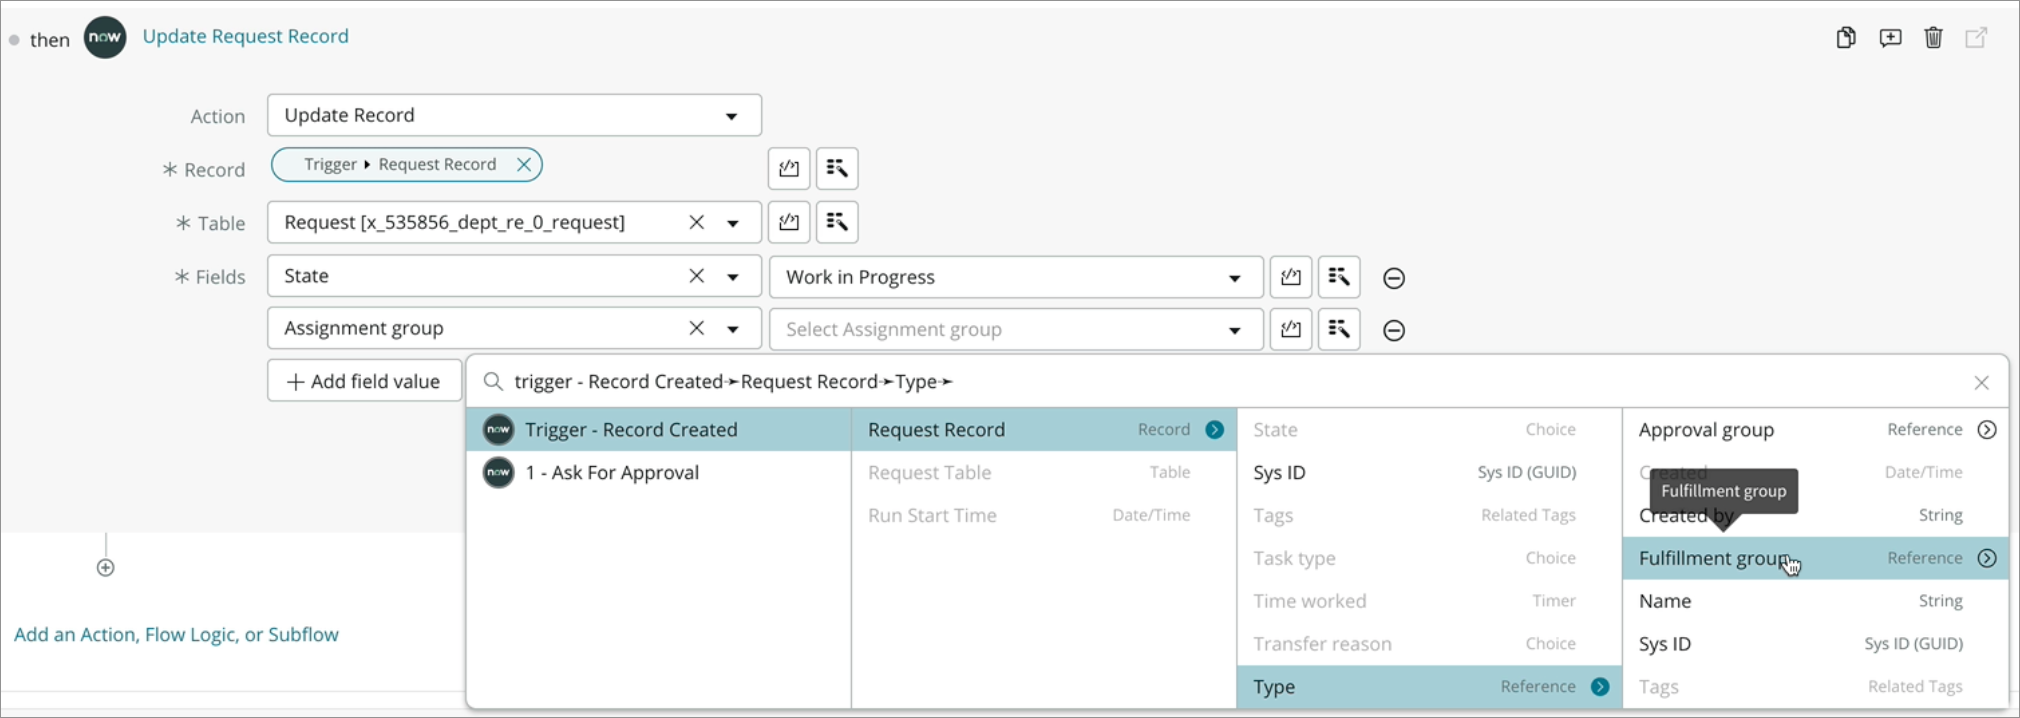 then now Update Request Record
Action Update Record
* Record Trigger ▸ Request Record
* Table Request [x_535856_dept_re_0_request]
* Fields State Work in Progress
Assignment group Select Assignment group
+ Add field value
trigger - Record Created➛Request Record➛Type➛
now Trigger - Record Created Request Record Record State Choice Approval group Reference
now 1 - Ask For Approval Request Table Table Sys ID Sys ID (GUID) Created Date/Time
Fulfillment group
Run Start Time Date/Time Tags Related Tags Created by String
Task type Choice Fulfillment group Reference
Time worked Timer Name String
Add an Action, Flow Logic, or Subflow Transfer reason Choice Sys ID Sys ID (GUID)
Type Reference Tags Related Tags